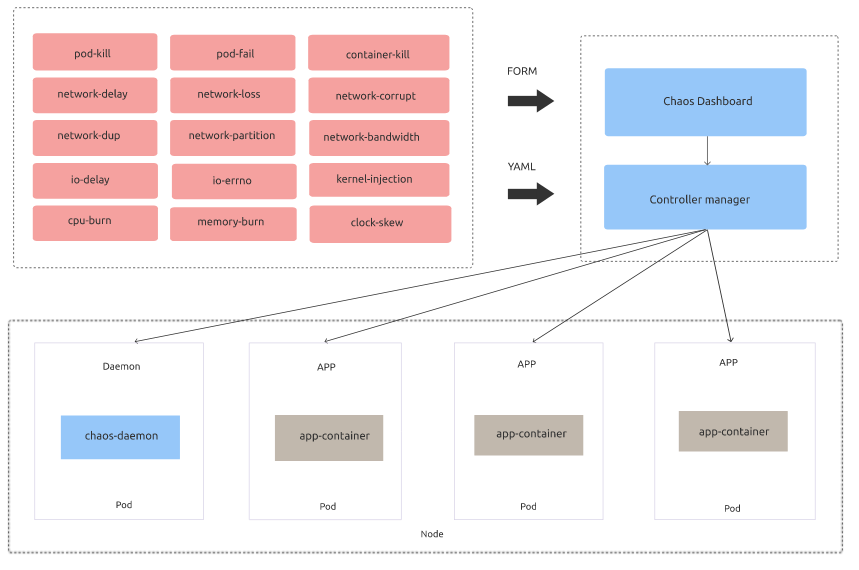 pod-kill
pod-fail
container-kill
network-delay
network-loss
network-corrupt
network-dup
network-partition
network-bandwidth
io-delay
io-errno
kernel-injection
cpu-burn
memory-burn
clock-skew
FORM
YAML
Chaos Dashboard
Controller manager
Daemon
APP
APP
APP
chaos-daemon
app-container
app-container
app-container
Pod
Pod
Pod
Pod
Node